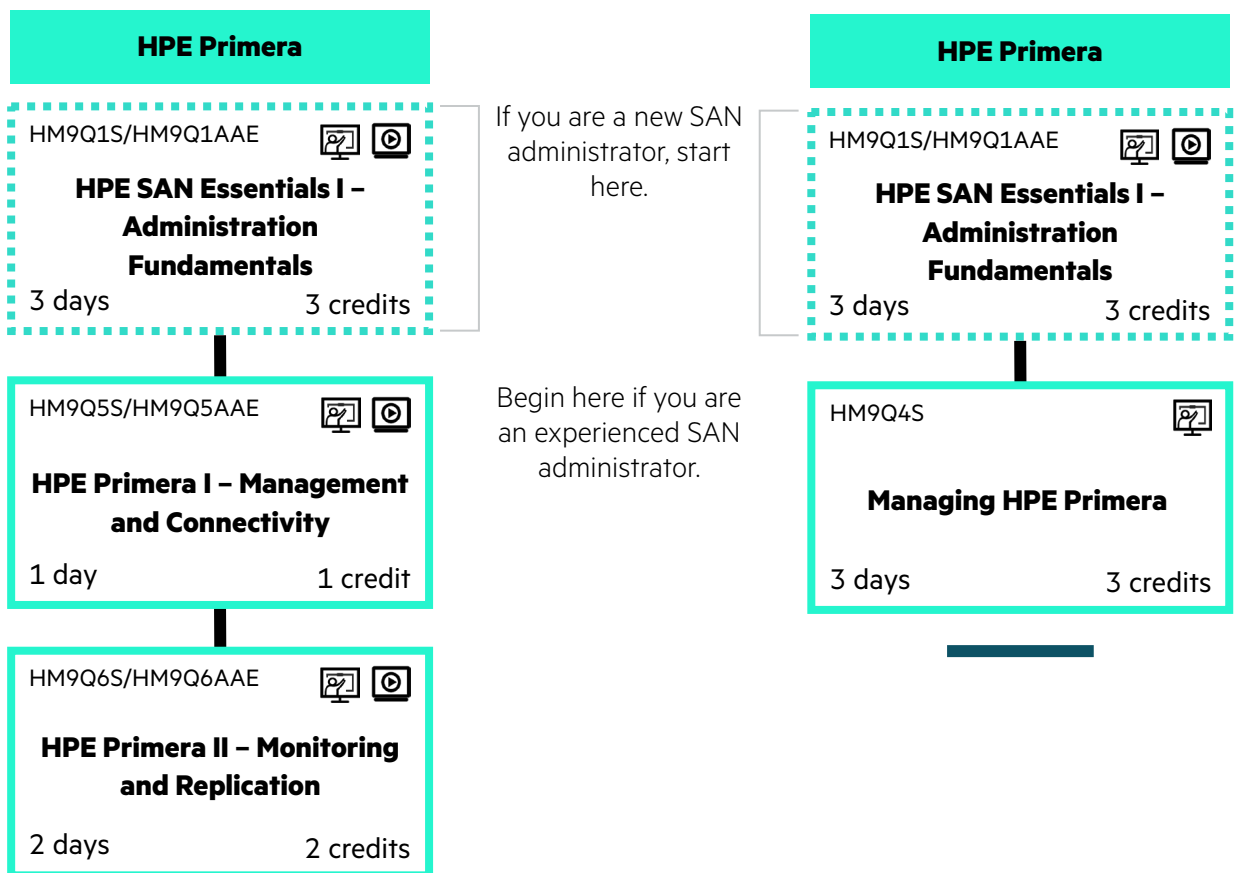 HPE Primera
HM9Q1S/HM9Q1AAE
HPE SAN Essentials I –
Administration
Fundamentals
3 days
3 credits
HM9Q5S/HM9Q5AAE
HPE Primera I – Management
and Connectivity
1 day
1 credit
HM9Q6S/HM9Q6AAE
HPE Primera II – Monitoring
and Replication
2 days
2 credits
If you are a new SAN
administrator, start
here.
Begin here if you are
an experienced SAN
administrator.
HPE Primera
HM9Q1S/HM9Q1AAE
HPE SAN Essentials I –
Administration
Fundamentals
3 days
3 credits
HM9Q4S
Managing HPE Primera
3 days
3 credits